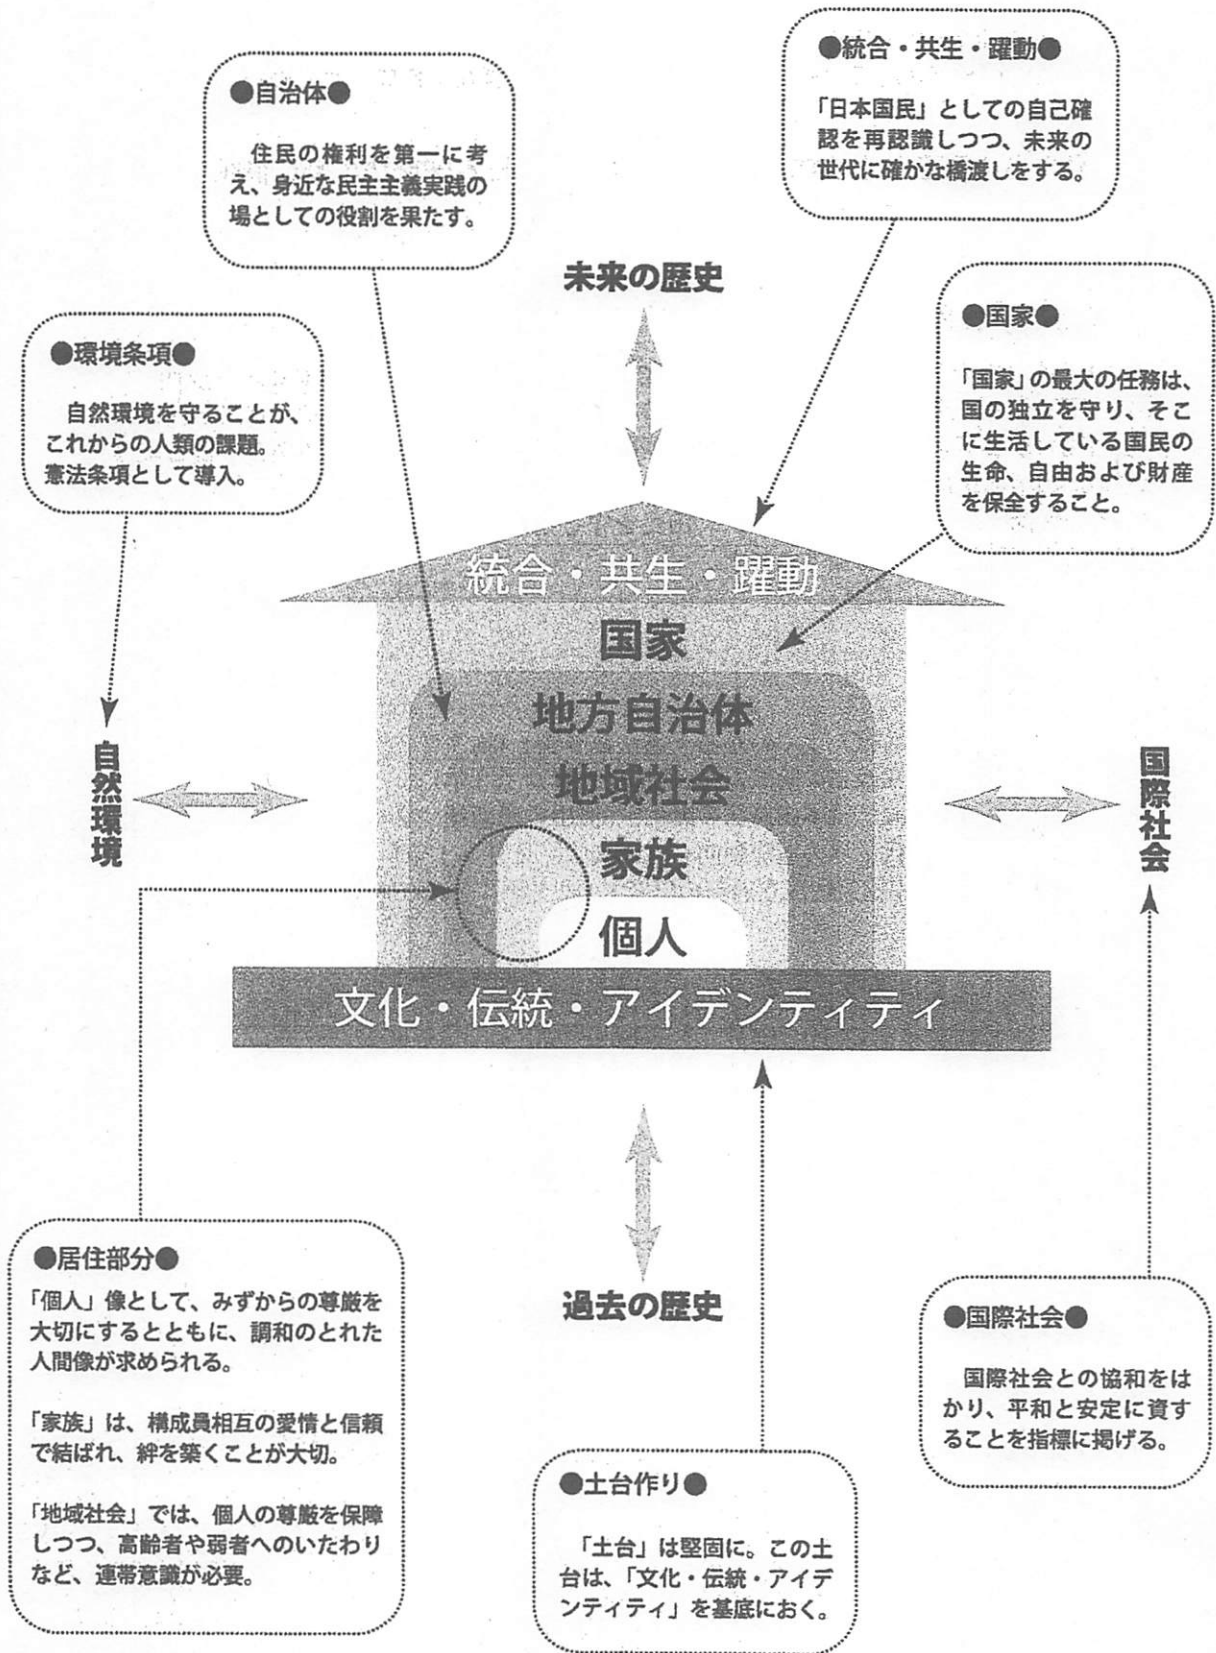 ●統合・共生・躍動●
「日本国民」としての自己確
認を再認識しつつ、未来の
世代に確かな橋渡しをする。
●自治体●
住民の権利を第一に考
え、身近な民主主義実践の
場としての役割を果たす。
未来の歴史
●国家●
「国家」の最大の任務は、
国の独立を守り、そこ
に生活している国民の
生命、自由および財産
を保全すること。
●環境条項●
自然環境を守ることが、
これからの人類の課題。
憲法条項として導入。
統合・共生・躍動
国家
地方自治体
地域社会
家族
個人
文化・伝統・アイデンティティ
自然環境
国際社会
過去の歴史
●居住部分●
「個人」像として、みずからの尊厳を
大切にするとともに、調和のとれた
人間像が求められる。
「家族」は、構成員相互の愛情と信頼
で結ばれ、絆を築くことが大切。
「地域社会」では、個人の尊厳を保障
しつつ、高齢者や弱者へのいたわり
など、連帯意識が必要。
●土台作り●
「土台」は堅固に。この土
台は、「文化・伝統・アイデ
ンティティ」を基底におく。
●国際社会●
国際社会との協和をは
かり、平和と安定に資す
ることを指標に掲げる。